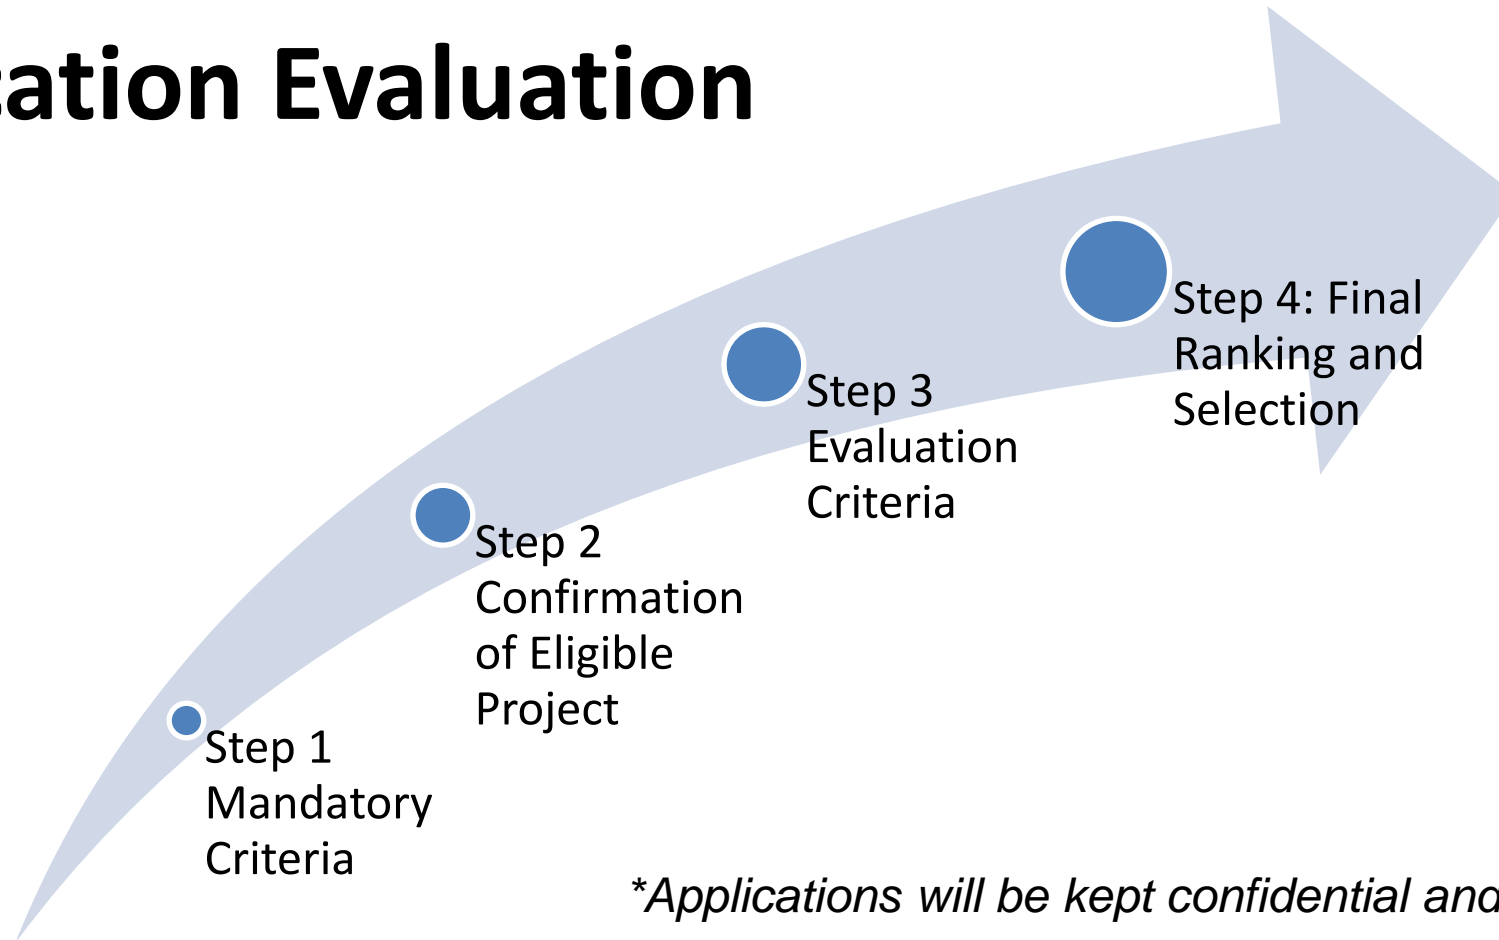 cation Evaluation
Step 4: Final
Ranking and
Selection
Step 3
Evaluation
Criteria
Step 2
Confirmation
of Eligible
Project
Step 1
Mandatory
Criteria
*Applications will be kept confidential and